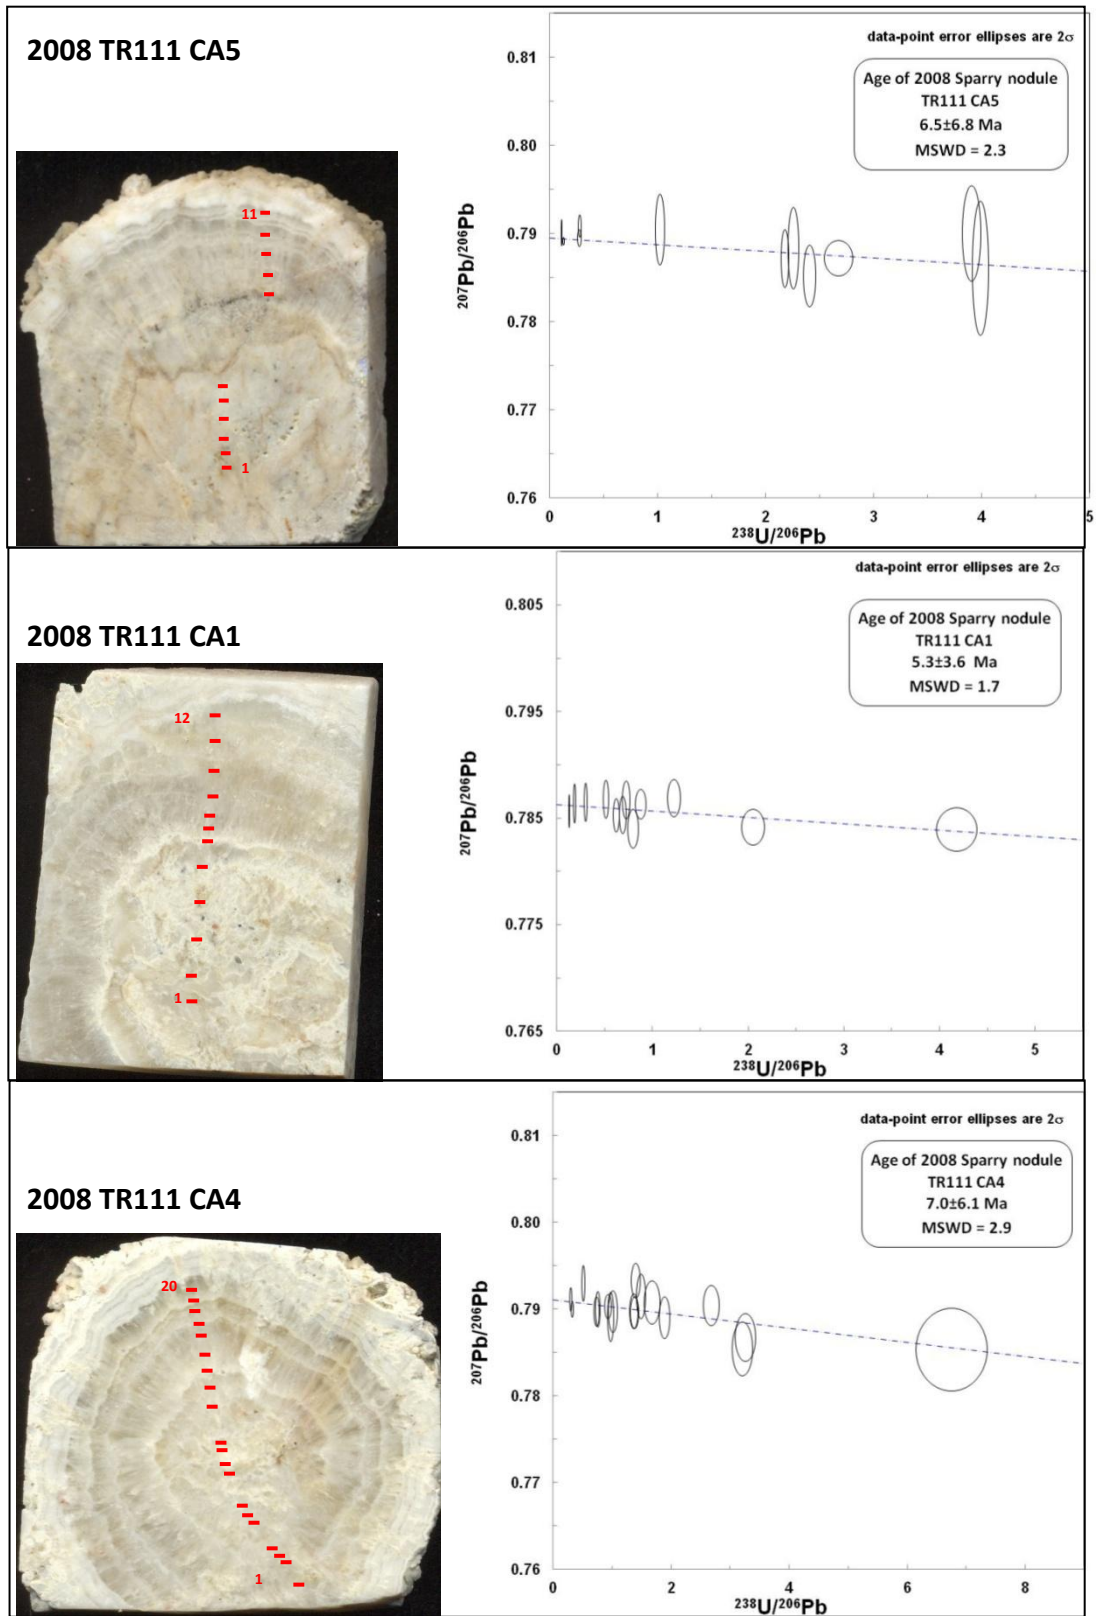 2008 TR111 CA5
11
1
data-point error ellipses are 2σ
Age of 2008 Sparry nodule
TR111 CA5
6.5±6.8 Ma
MSWD = 2.3
0.81
0.80
0.79
0.78
0.77
0.76
²⁰⁷Pb/²⁰⁶Pb
0 1 2 3 4 5
²³⁸U/²⁰⁶Pb
2008 TR111 CA1
12
1
data-point error ellipses are 2σ
Age of 2008 Sparry nodule
TR111 CA1
5.3±3.6 Ma
MSWD = 1.7
0.805
0.795
0.785
0.775
0.765
²⁰⁷Pb/²⁰⁶Pb
0 1 2 3 4 5
²³⁸U/²⁰⁶Pb
2008 TR111 CA4
20
1
data-point error ellipses are 2σ
Age of 2008 Sparry nodule
TR111 CA4
7.0±6.1 Ma
MSWD = 2.9
0.81
0.80
0.79
0.78
0.77
0.76
²⁰⁷Pb/²⁰⁶Pb
0 2 4 6 8
²³⁸U/²⁰⁶Pb